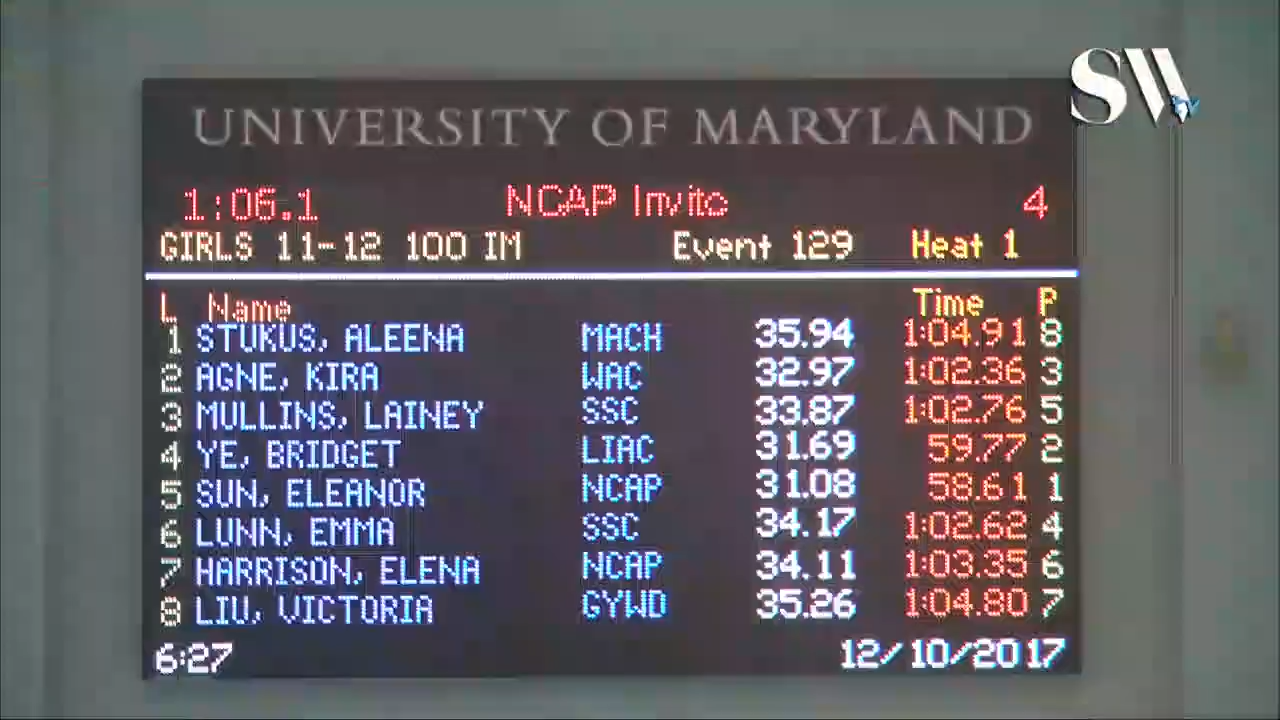 SW TV
UNIVERSITY OF MARYLAND
1:06.1 NCAP Invite 4
GIRLS 11-12 100 IM Event 129 Heat 1
L Name Time P
1 STUKUS, ALEENA MACH 35.94 1:04.91 8
2 AGNE, KIRA WAC 32.97 1:02.36 3
3 MULLINS, LAINEY SSC 33.87 1:02.76 5
4 YE, BRIDGET LIAC 31.69 59.77 2
5 SUN, ELEANOR NCAP 31.08 58.61 1
6 LUNN, EMMA SSC 34.17 1:02.62 4
7 HARRISON, ELENA NCAP 34.11 1:03.35 6
8 LIU, VICTORIA GYWD 35.26 1:04.80 7
6:27 12/10/2017